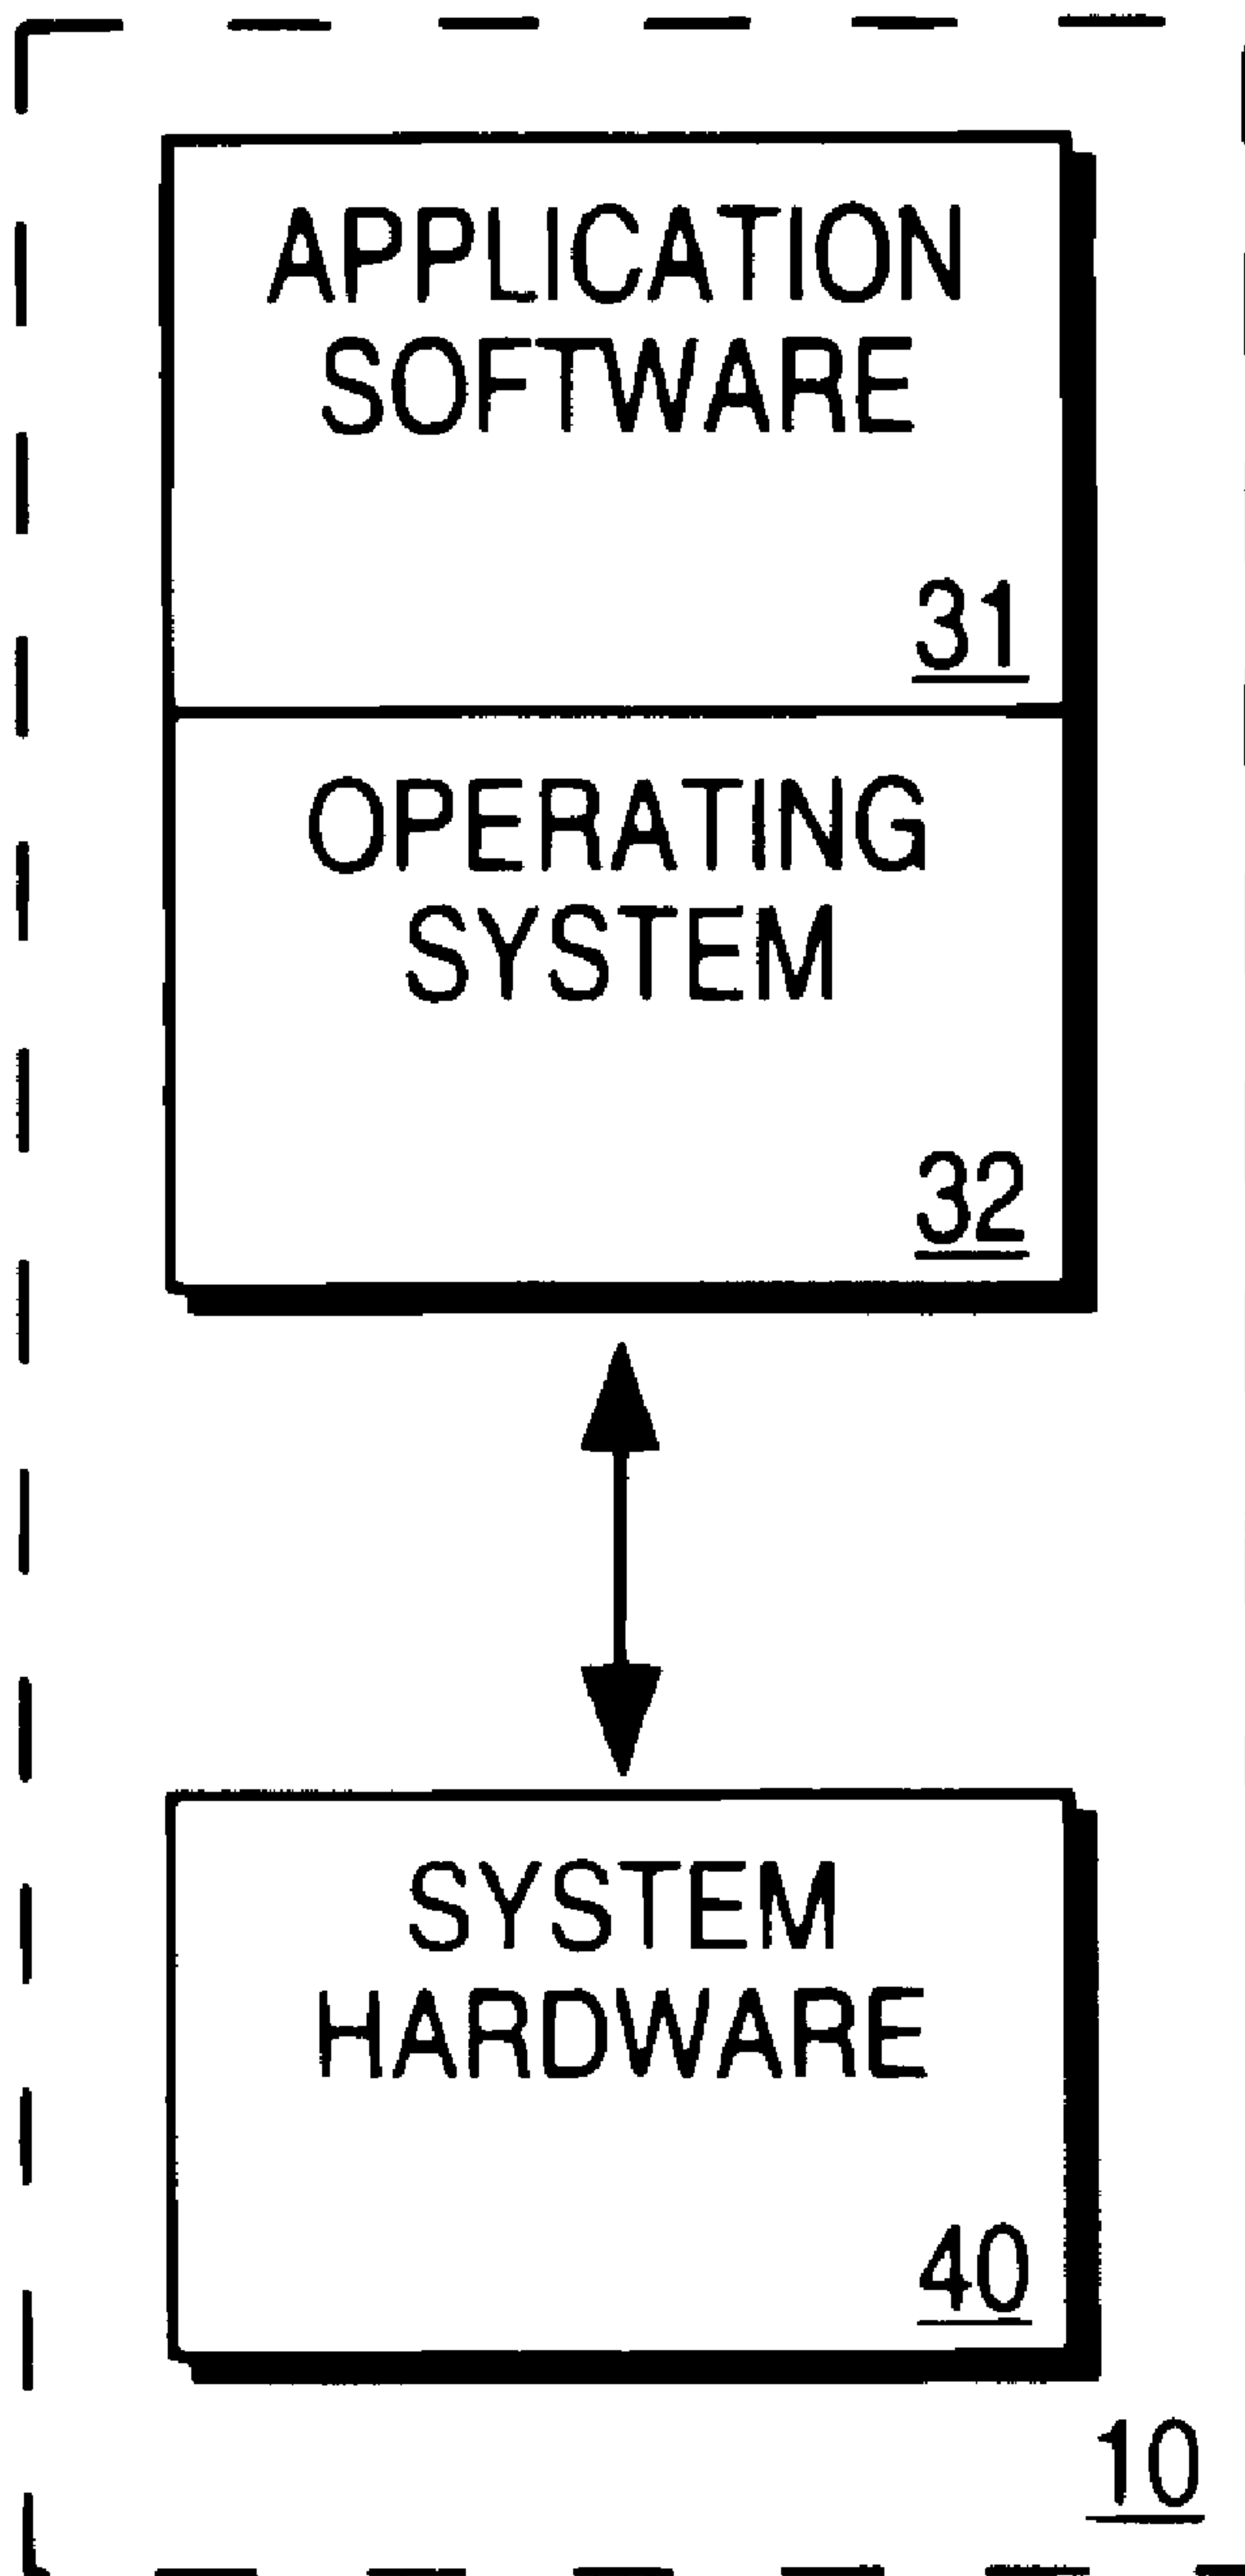 APPLICATION
SOFTWARE
31
OPERATING
SYSTEM
32
SYSTEM
HARDWARE
40
10